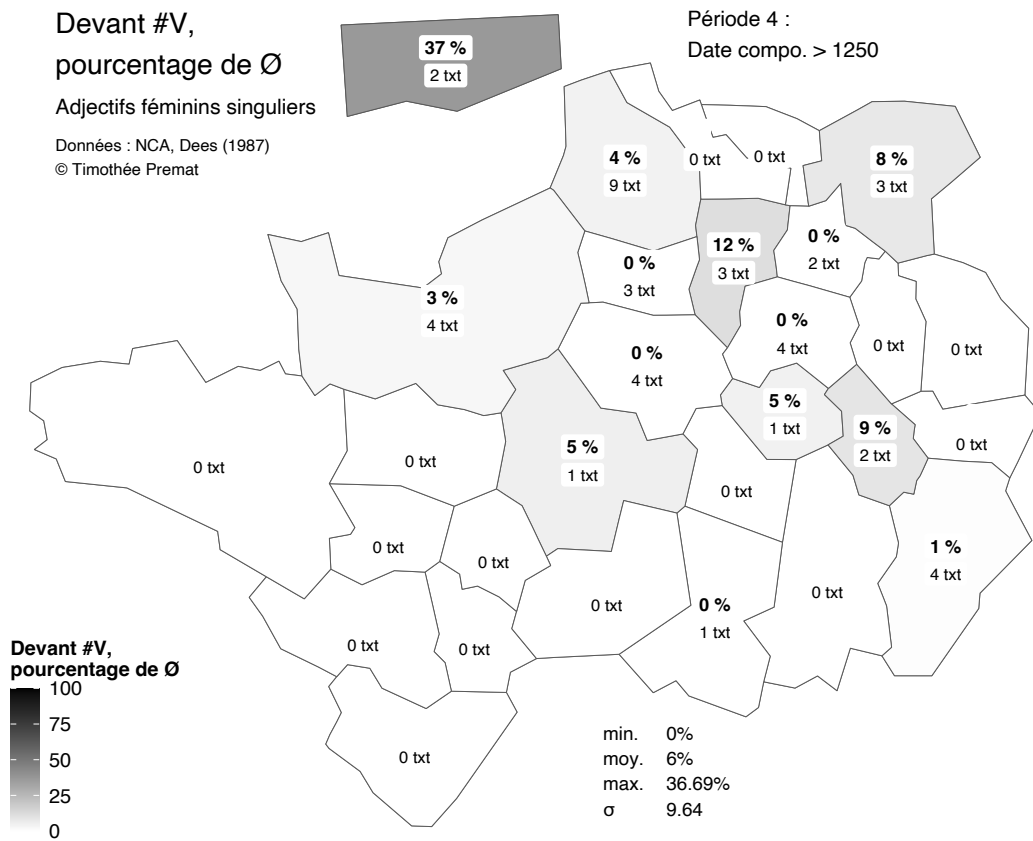 Devant #V,
pourcentage de Ø
Adjectifs féminins singuliers
Données : NCA, Dees (1987)
© Timothée Premat
Période 4 :
Date compo. > 1250
37 %
2 txt
4 %
9 txt
0 txt
0 txt
8 %
3 txt
12 %
3 txt
0 %
2 txt
0 %
3 txt
3 %
4 txt
0 %
4 txt
0 %
4 txt
0 txt
0 txt
5 %
1 txt
9 %
2 txt
0 txt
5 %
1 txt
0 txt
0 txt
0 txt
0 txt
0 txt
1 %
4 txt
0 txt
0 %
1 txt
0 txt
0 txt
0 txt
0 txt
Devant #V,
pourcentage de Ø
100
75
50
25
0
min. 0%
moy. 6%
max. 36.69%
σ 9.64